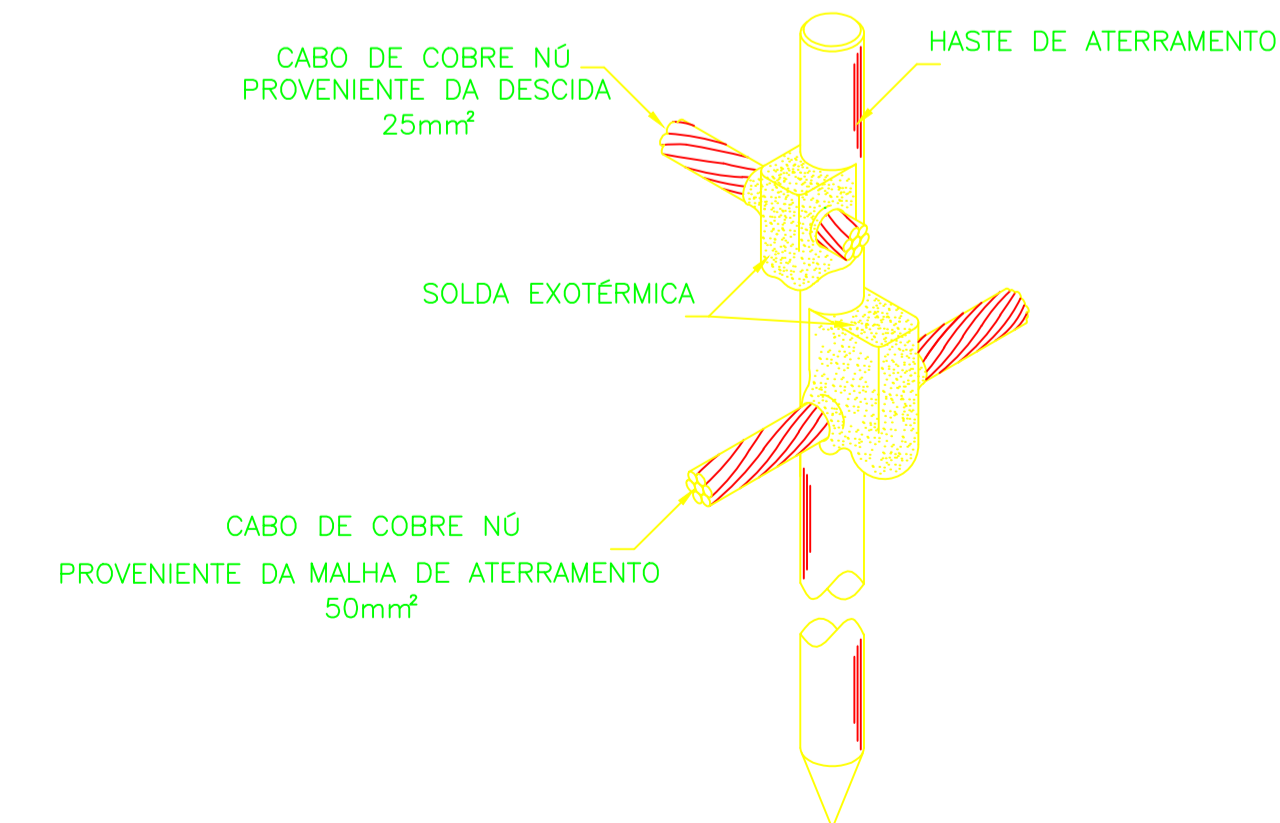 CABO DE COBRE NÚ
PROVENIENTE DA DESCIDA
25mm²
HASTE DE ATERRAMENTO
SOLDA EXOTÉRMICA
CABO DE COBRE NÚ
PROVENIENTE DA MALHA DE ATERRAMENTO
50mm²